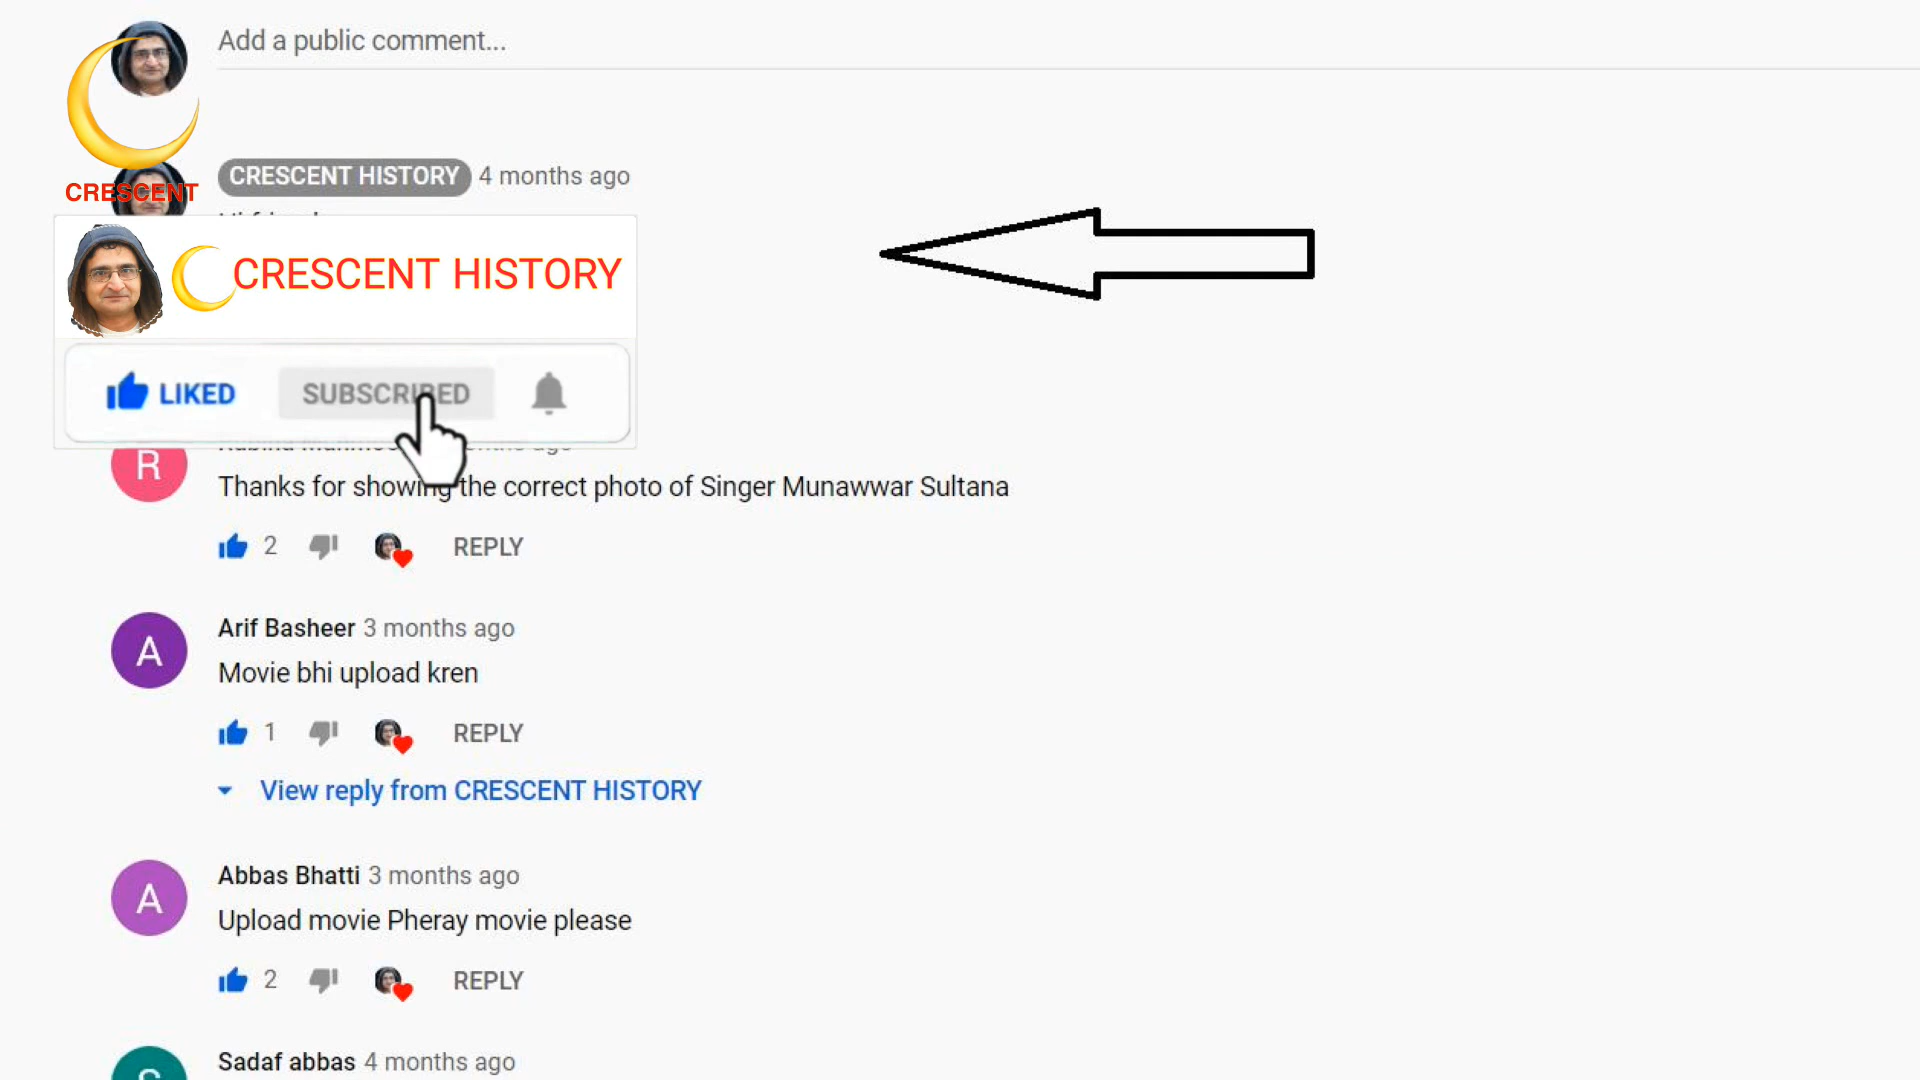 Add a public comment...
CRESCENT HISTORY 4 months ago
CRESCENT
CRESCENT HISTORY
LIKED SUBSCRIBED
R
Thanks for showing the correct photo of Singer Munawwar Sultana
2 REPLY
A
Arif Basheer 3 months ago
Movie bhi upload kren
1 REPLY
View reply from CRESCENT HISTORY
A
Abbas Bhatti 3 months ago
Upload movie Pheray movie please
2 REPLY
Sadaf abbas 4 months ago